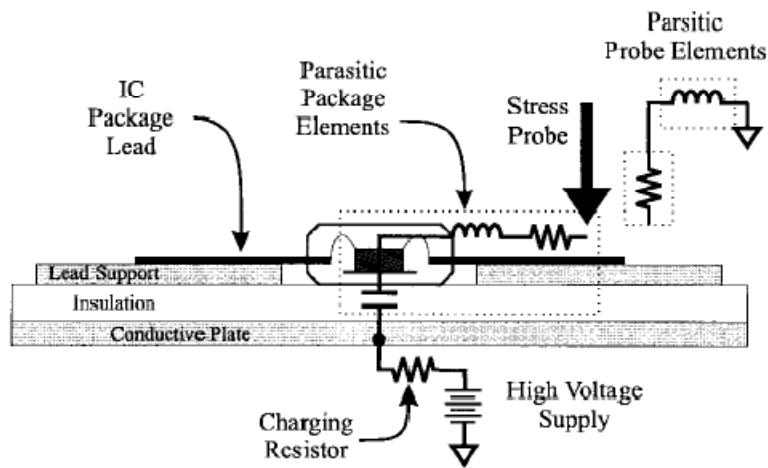 Parsitic
Probe Elements
Parasitic
Package
Elements
IC
Package
Lead
Stress
Probe
Lead Support
Insulation
Conductive Plate
High Voltage
Supply
Charging
Resistor